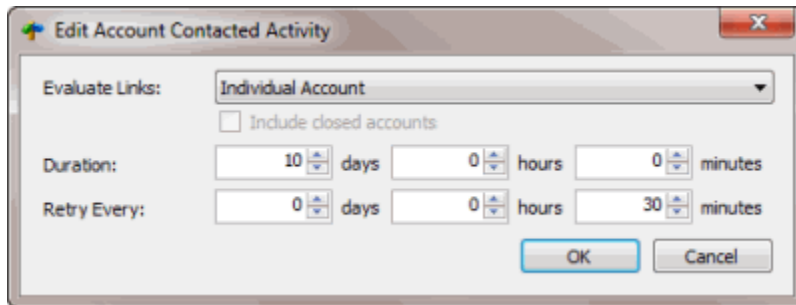 Edit Account Contacted Activity
Evaluate Links: Individual Account
Include closed accounts
Duration: 10 days 0 hours 0 minutes
Retry Every: 0 days 0 hours 30 minutes
OK Cancel